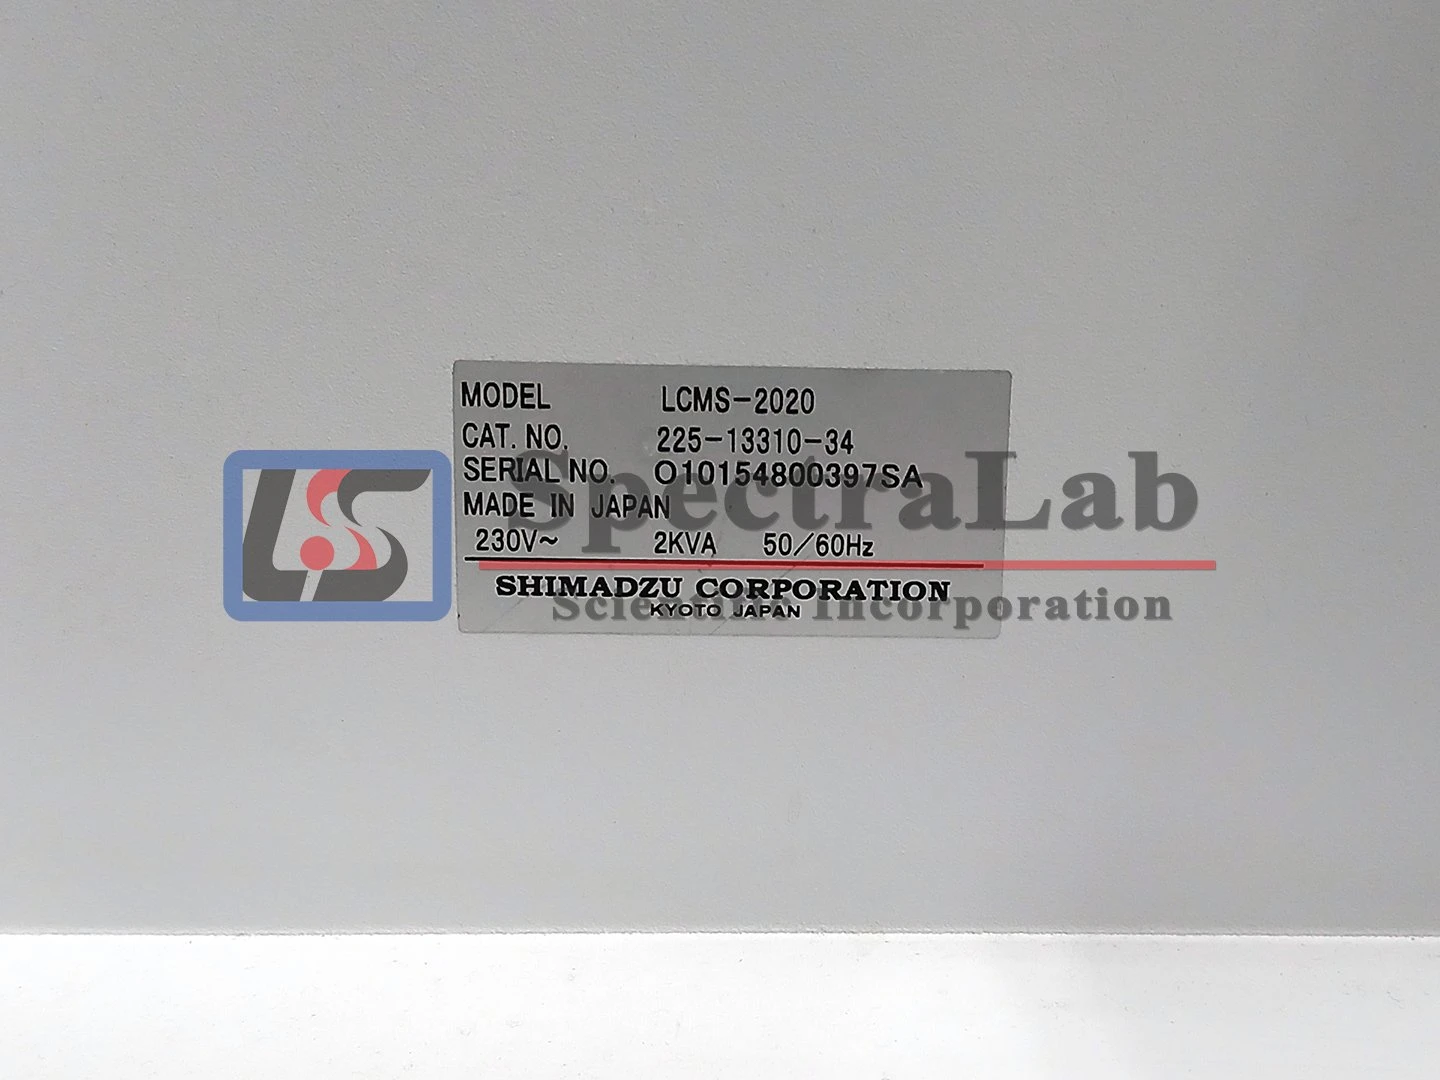 MODEL LCMS-2020
CAT. NO. 225-13310-34
SERIAL NO. O10154800397SA
MADE IN JAPAN
230V~ 2KVA 50/60Hz
SHIMADZU CORPORATION
KYOTO JAPAN
LSS
SpectraLab
Scientific Incorporation